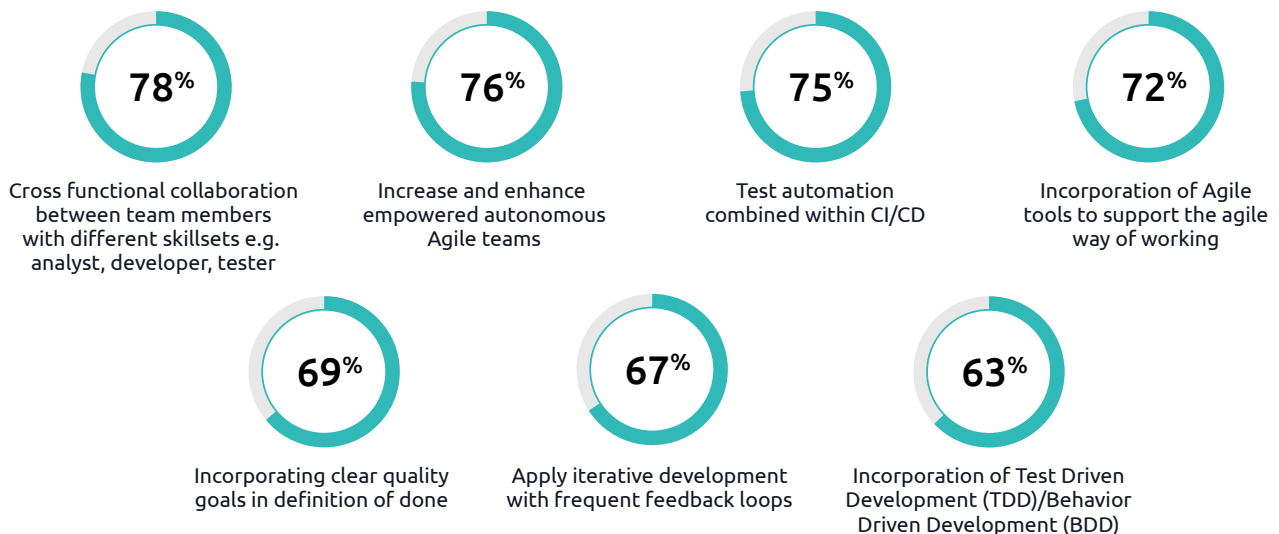 78%
76%
75%
72%
Cross functional collaboration
between team members
with different skillsets e.g.
analyst, developer, tester
Increase and enhance
empowered autonomous
Agile teams
Test automation
combined within CI/CD
Incorporation of Agile
tools to support the agile
way of working
69%
67%
63%
Incorporating clear quality
goals in definition of done
Apply iterative development
with frequent feedback loops
Incorporation of Test Driven
Development (TDD)/Behavior
Driven Development (BDD)